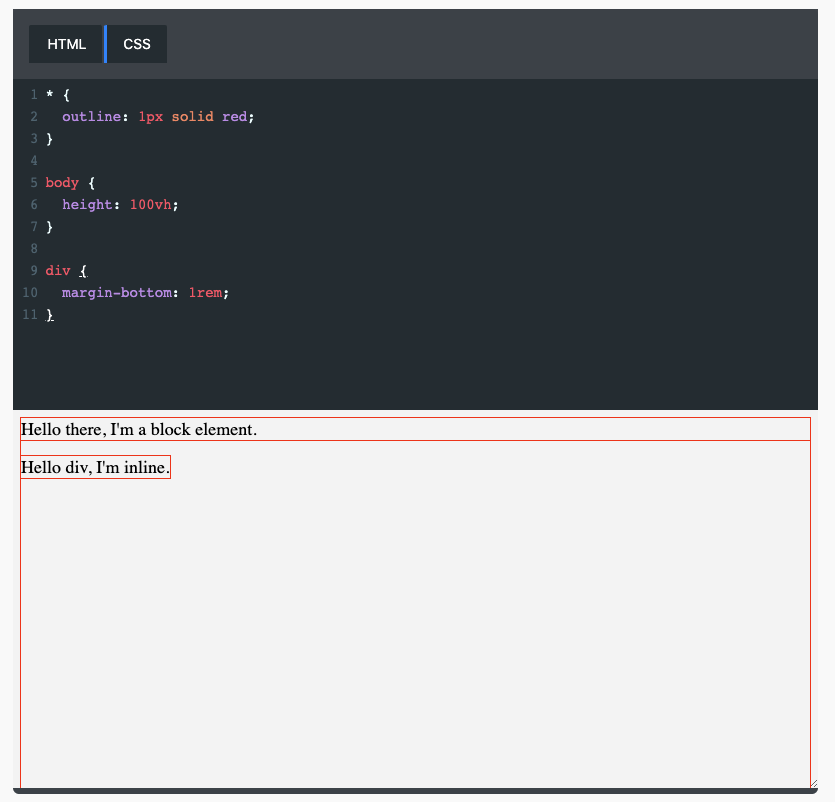 HTML CSS
1 * {
2   outline: 1px solid red;
3 }
4
5 body {
6   height: 100vh;
7 }
8
9 div {
10   margin-bottom: 1rem;
11 }
Hello there, I'm a block element.
Hello div, I'm inline.